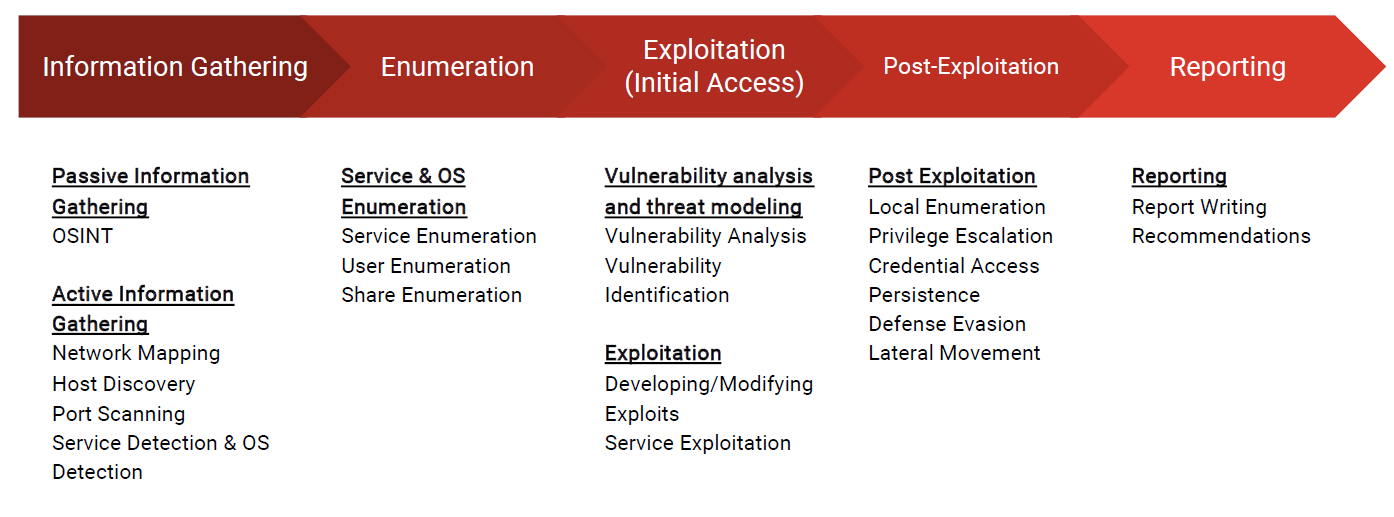 Information Gathering
Enumeration
Exploitation
(Initial Access)
Post-Exploitation
Reporting
Passive Information
Gathering
OSINT
Active Information
Gathering
Network Mapping
Host Discovery
Port Scanning
Service Detection & OS
Detection
Service & OS
Enumeration
Service Enumeration
User Enumeration
Share Enumeration
Vulnerability analysis
and threat modeling
Vulnerability Analysis
Vulnerability
Identification
Exploitation
Developing/Modifying
Exploits
Service Exploitation
Post Exploitation
Local Enumeration
Privilege Escalation
Credential Access
Persistence
Defense Evasion
Lateral Movement
Reporting
Report Writing
Recommendations